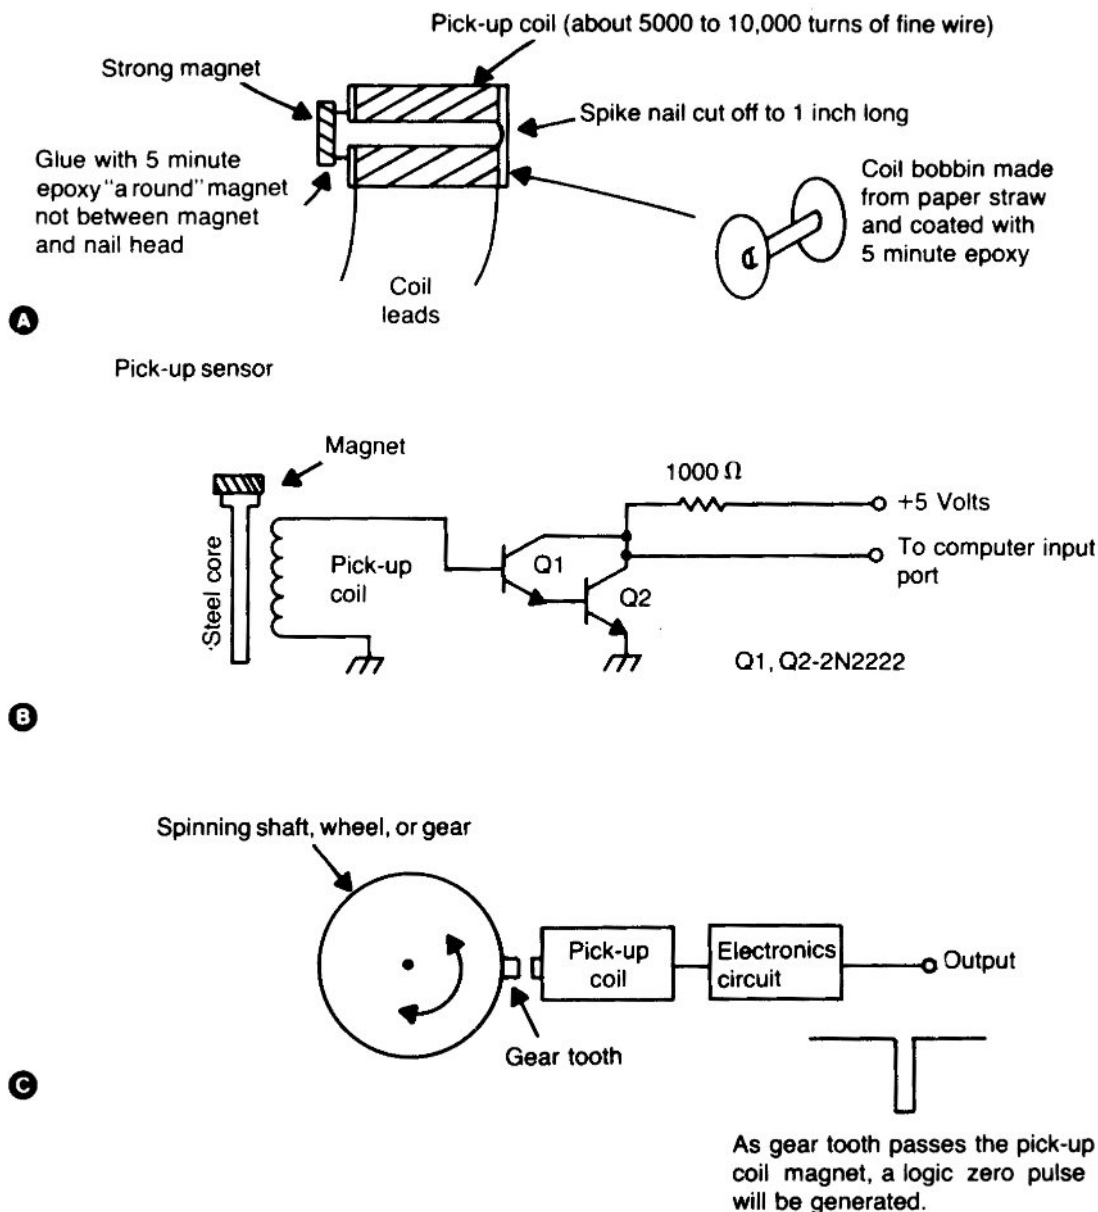 Pick-up coil (about 5000 to 10,000 turns of fine wire)
Strong magnet
Spike nail cut off to 1 inch long
Glue with 5 minute
epoxy "a round" magnet
not between magnet
and nail head
Coil bobbin made
from paper straw
and coated with
5 minute epoxy
Coil
leads
A
Pick-up sensor
Magnet
1000 Ω
+5 Volts
To computer input
port
Steel core
Pick-up
coil
Q1
Q2
Q1, Q2-2N2222
B
Spinning shaft, wheel, or gear
Pick-up
coil
Electronics
circuit
Output
Gear tooth
C
As gear tooth passes the pick-up
coil magnet, a logic zero pulse
will be generated.